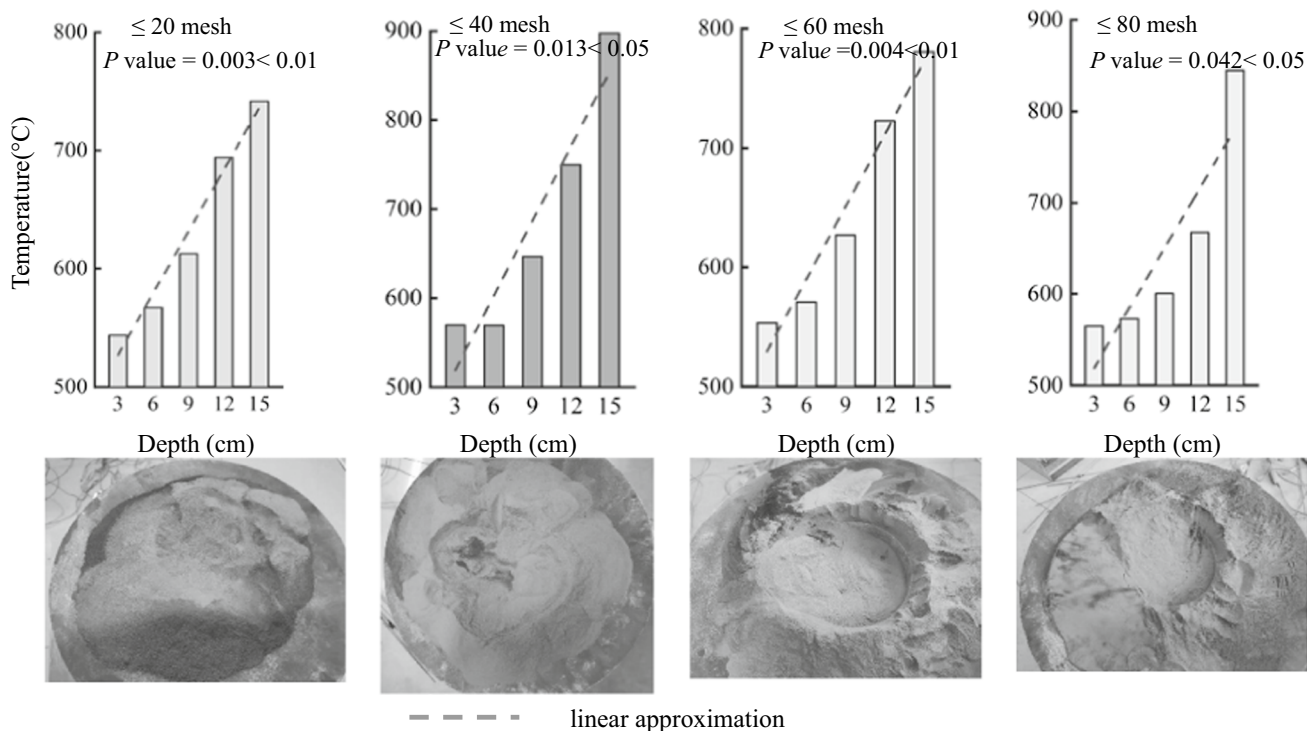 ≤ 20 mesh
P value = 0.003< 0.01
800
700
600
500
3 6 9 12 15
Depth (cm)
Temperature(°C)
≤ 40 mesh
P value = 0.013< 0.05
900
800
700
600
500
3 6 9 12 15
Depth (cm)
≤ 60 mesh
P value =0.004<0.01
800
700
600
500
3 6 9 12 15
Depth (cm)
≤ 80 mesh
P value = 0.042< 0.05
900
800
700
600
500
3 6 9 12 15
Depth (cm)
linear approximation